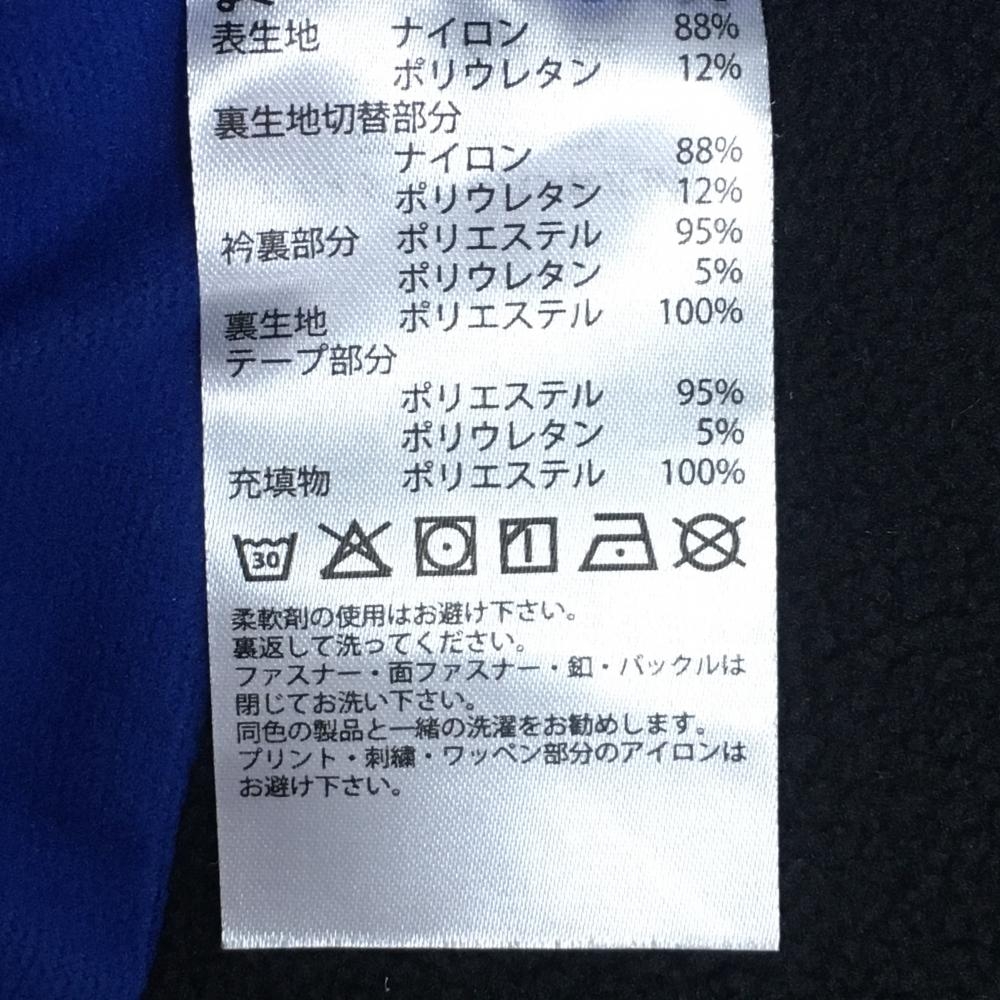 表生地 ナイロン 88%
ポリウレタン 12%
裏生地切替部分
ナイロン 88%
ポリウレタン 12%
衿裏部分 ポリエステル 95%
ポリウレタン 5%
裏生地 ポリエステル 100%
テープ部分
ポリエステル 95%
ポリウレタン 5%
充填物 ポリエステル 100%
30
柔軟剤の使用はお避け下さい。
裏返して洗ってください。
ファスナー・面ファスナー・釦・バックルは
閉じてお洗い下さい。
同色の製品と一緒の洗濯をお勧めします。
プリント・刺繍・ワッペン部分のアイロンは
お避け下さい。